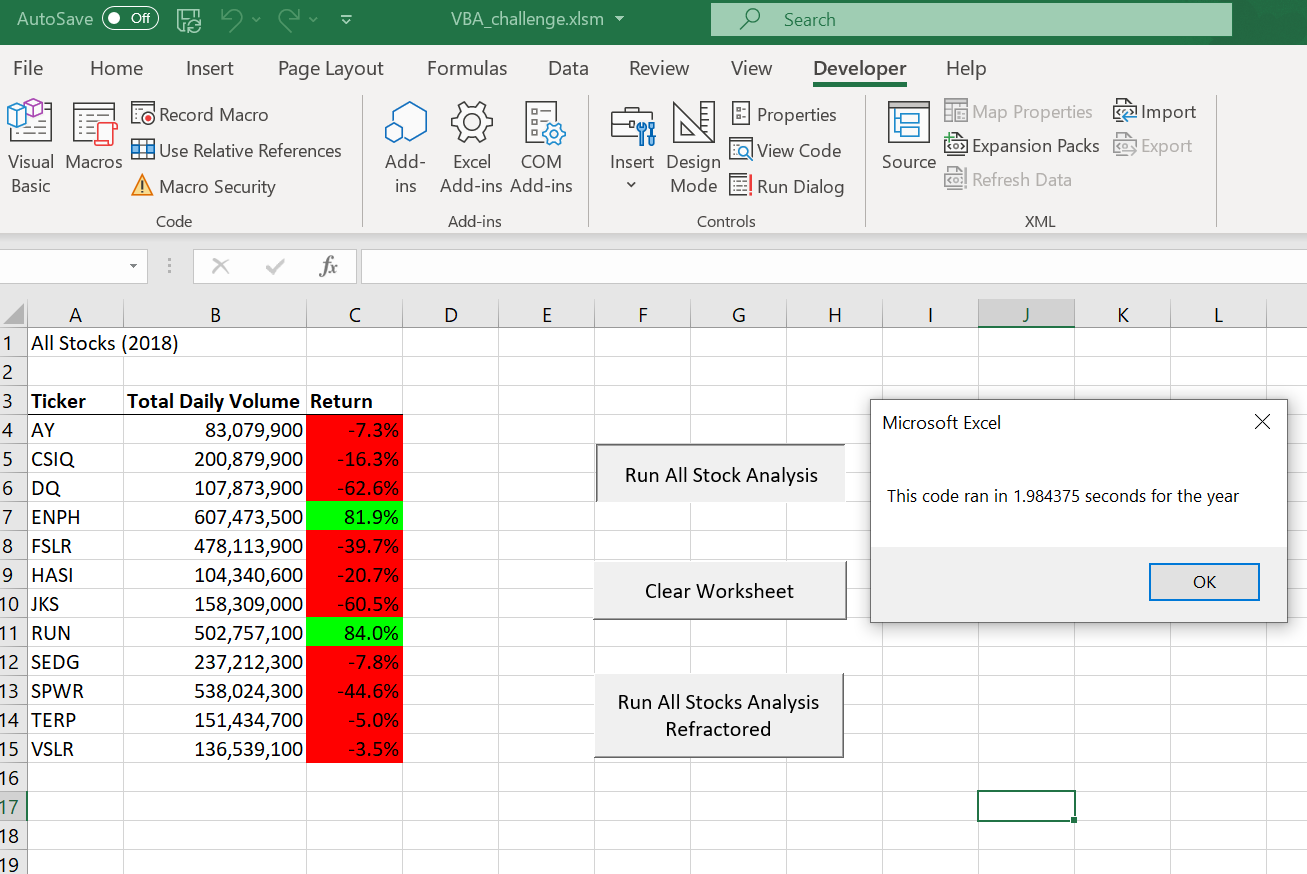 AutoSave Off VBA_challenge.xlsm Search
File Home Insert Page Layout Formulas Data Review View Developer Help
Visual Basic
Macros
Record Macro
Use Relative References
Macro Security
Code
Add-ins
Excel Add-ins
COM Add-ins
Add-ins
Insert
Design Mode
Properties
View Code
Run Dialog
Controls
Source
Map Properties
Expansion Packs
Refresh Data
Import
Export
XML
fx
A B C D E F G H I J K L
1 All Stocks (2018)
2
3 Ticker Total Daily Volume Return
4 AY 83,079,900 -7.3%
5 CSIQ 200,879,900 -16.3%
6 DQ 107,873,900 -62.6%
7 ENPH 607,473,500 81.9%
8 FSLR 478,113,900 -39.7%
9 HASI 104,340,600 -20.7%
10 JKS 158,309,000 -60.5%
11 RUN 502,757,100 84.0%
12 SEDG 237,212,300 -7.8%
13 SPWR 538,024,300 -44.6%
14 TERP 151,434,700 -5.0%
15 VSLR 136,539,100 -3.5%
16
17
18
19
Run All Stock Analysis
Clear Worksheet
Run All Stocks Analysis
Refractored
Microsoft Excel
This code ran in 1.984375 seconds for the year
OK